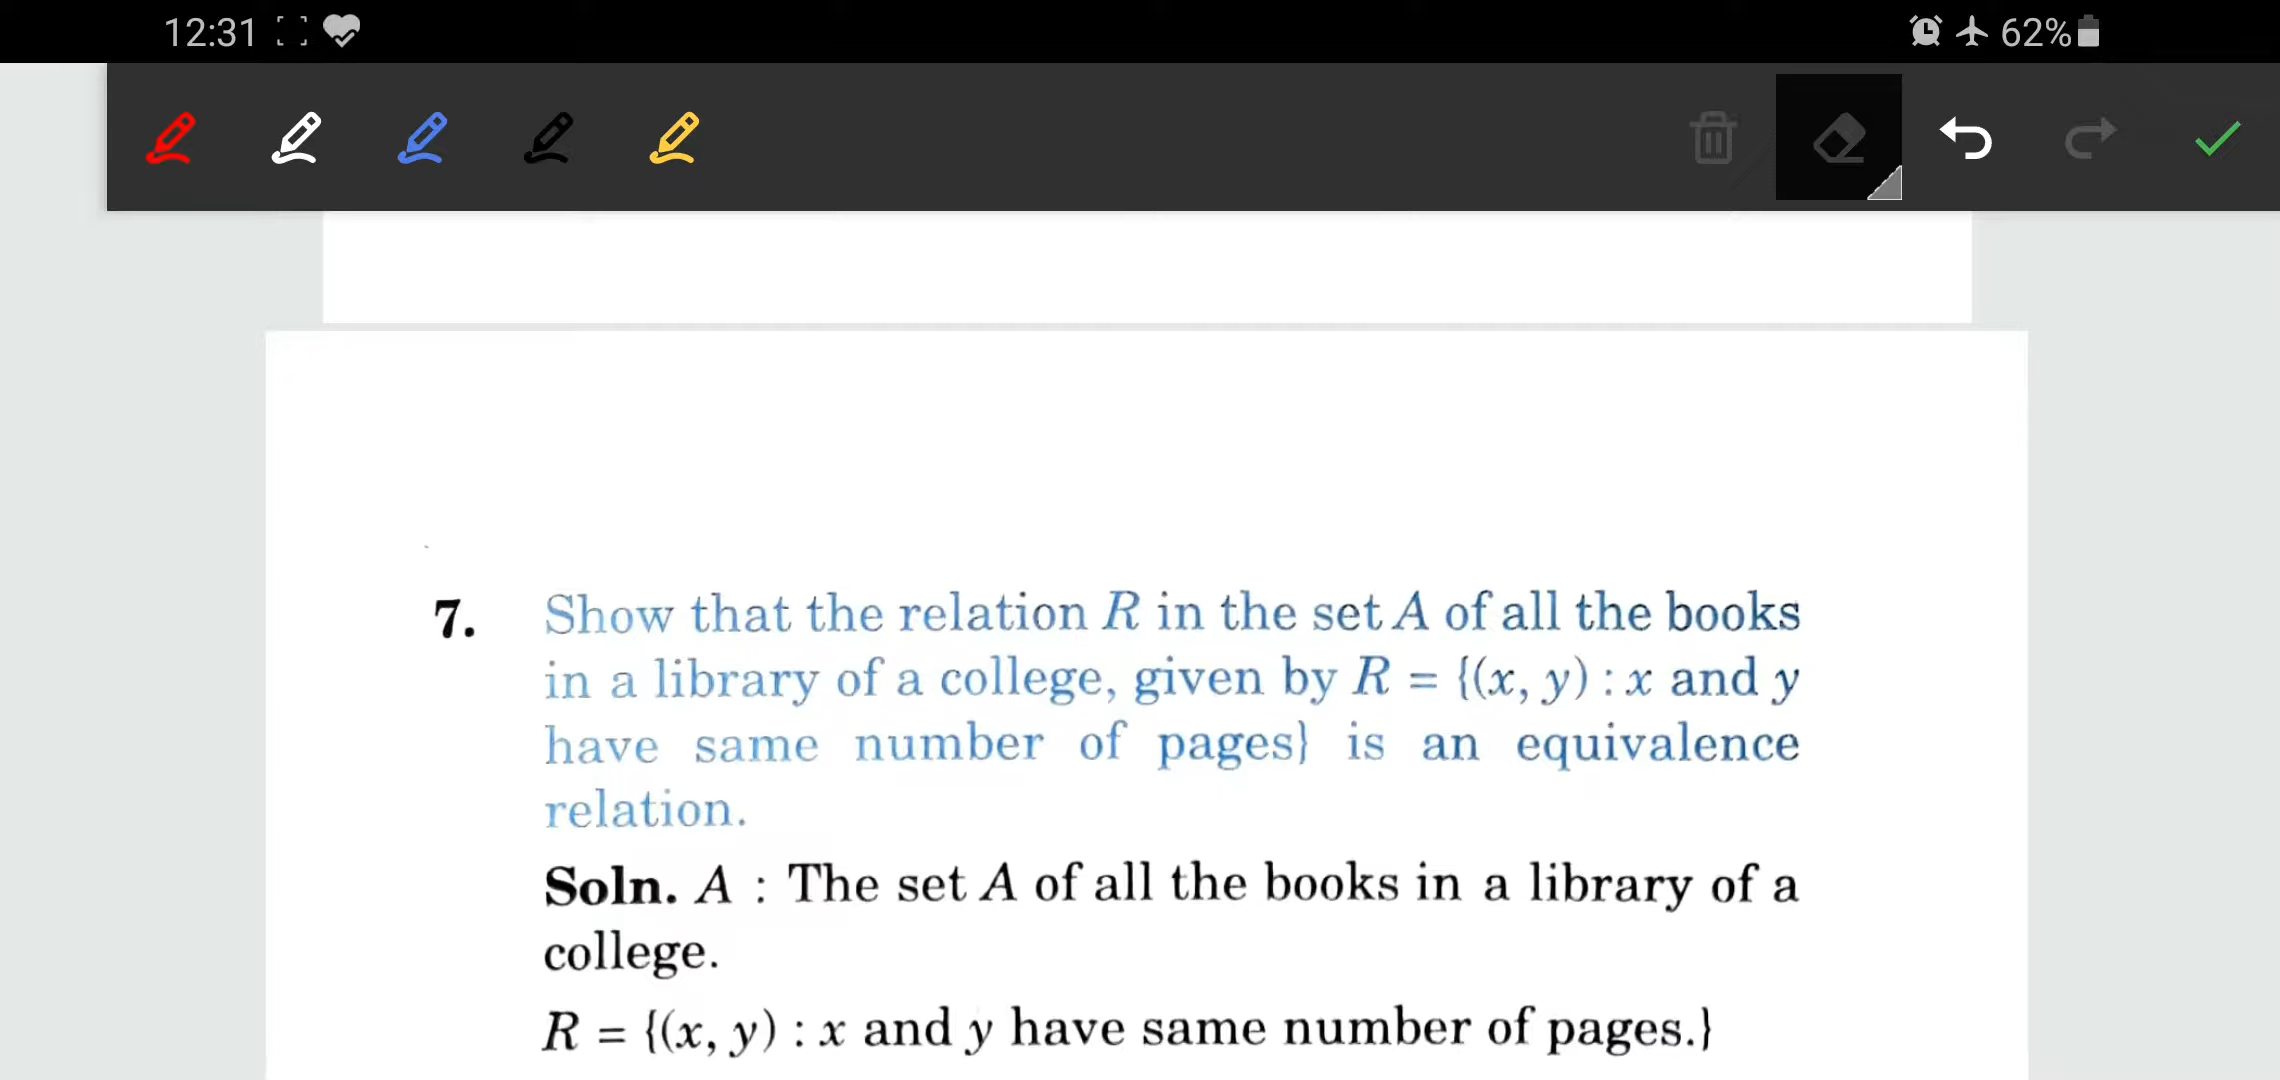 12:31 62%
7. Show that the relation R in the set A of all the books
in a library of a college, given by R = {(x, y) : x and y
have same number of pages} is an equivalence
relation.
Soln. A : The set A of all the books in a library of a
college.
R = {(x, y) : x and y have same number of pages.}